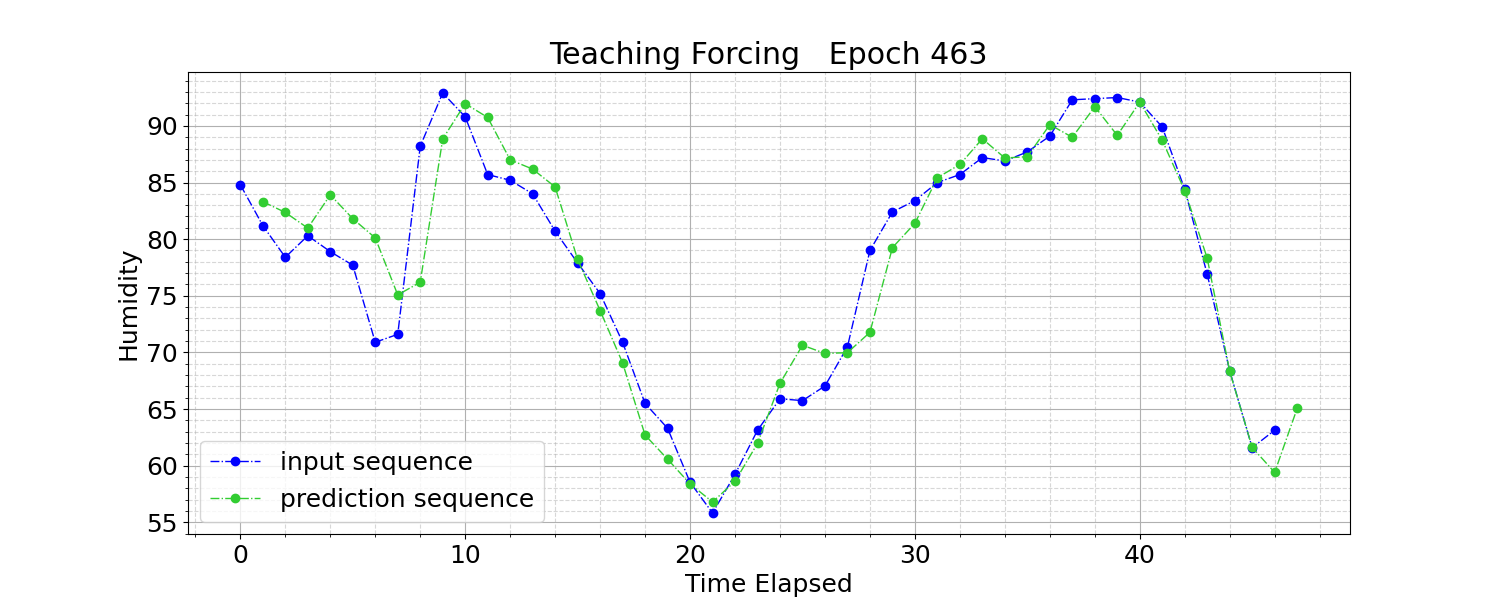 Teaching Forcing   Epoch 463
Humidity
90
85
80
75
70
65
60
55
input sequence
prediction sequence
0 10 20 30 40
Time Elapsed